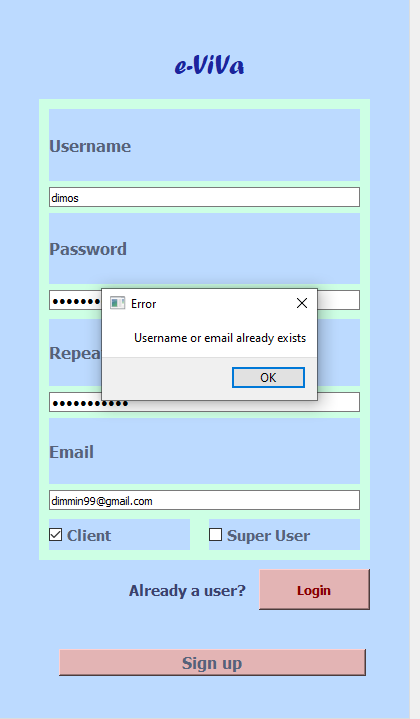 e-ViVa
Username
dimos
Password
Error
Username or email already exists
OK
Repea
Email
dimmin99@gmail.com
Client
Super User
Already a user?
Login
Sign up